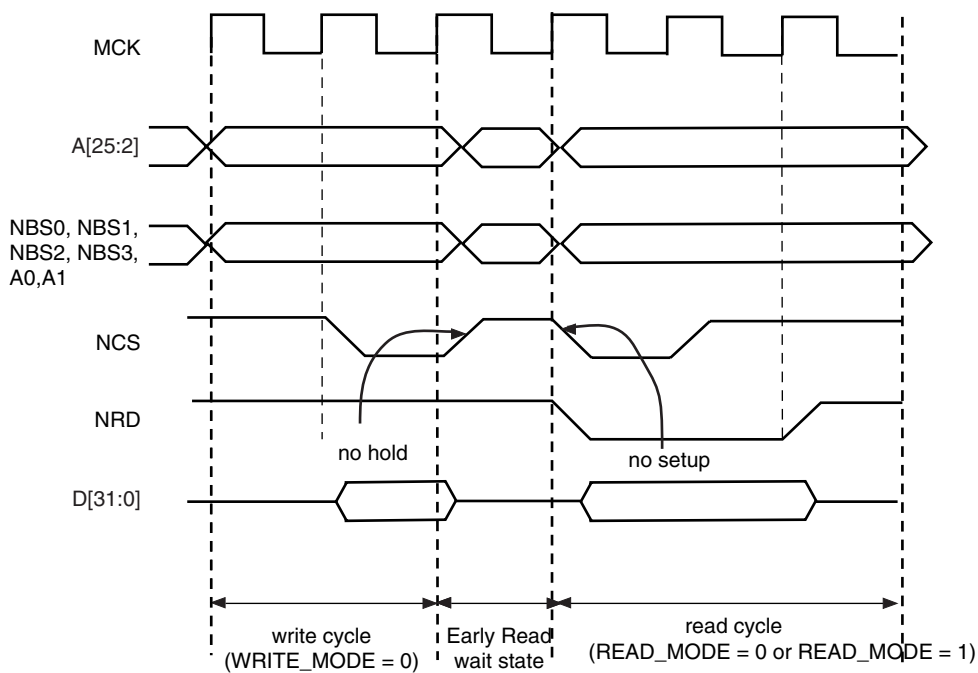 MCK
A[25:2]
NBS0, NBS1,
NBS2, NBS3,
A0,A1
NCS
NRD
no hold
no setup
D[31:0]
write cycle
(WRITE_MODE = 0)
Early Read
wait state
read cycle
(READ_MODE = 0 or READ_MODE = 1)